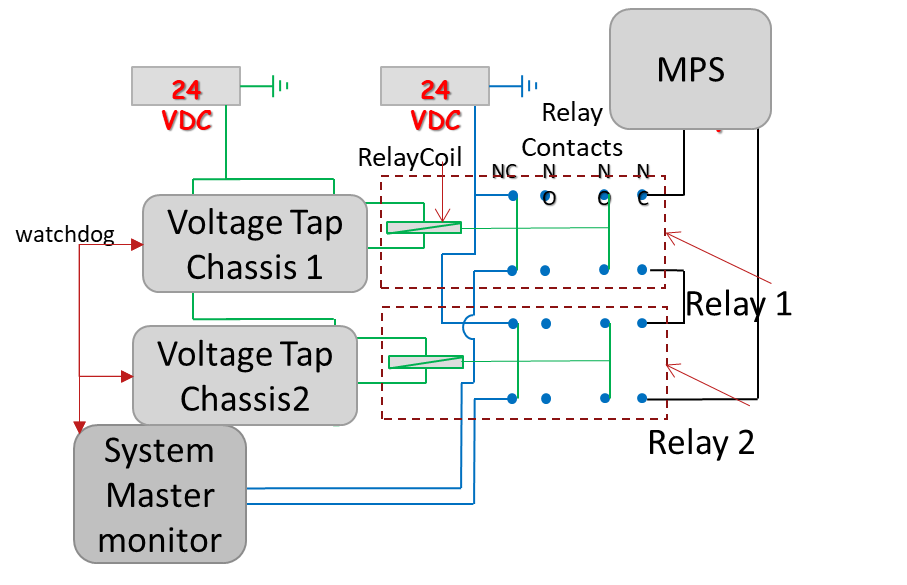 MPS
24
VDC
24
VDC
Relay
Contacts
RelayCoil
NC
N
O
N
C
N
C
watchdog
Voltage Tap
Chassis 1
Relay 1
Voltage Tap
Chassis2
Relay 2
System
Master
monitor